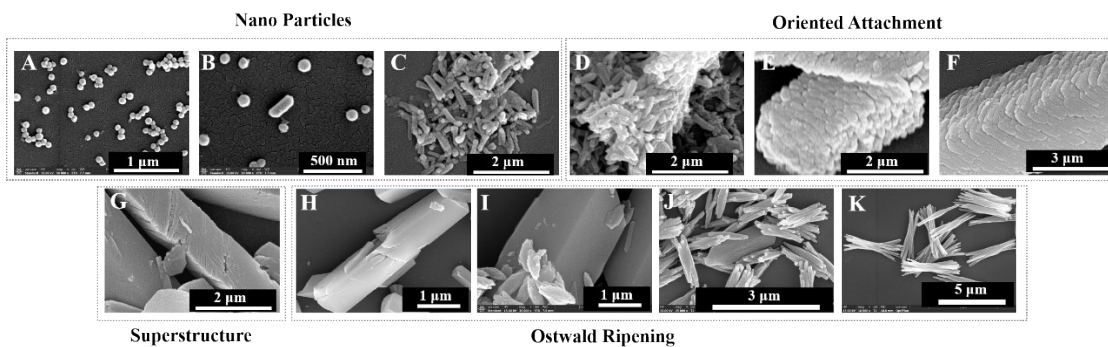 Nano Particles
Oriented Attachment
A
B
C
D
E
F
1 μm
500 nm
2 μm
2 μm
2 μm
3 μm
G
H
I
J
K
2 μm
1 μm
1 μm
3 μm
5 μm
Superstructure
Ostwald Ripening